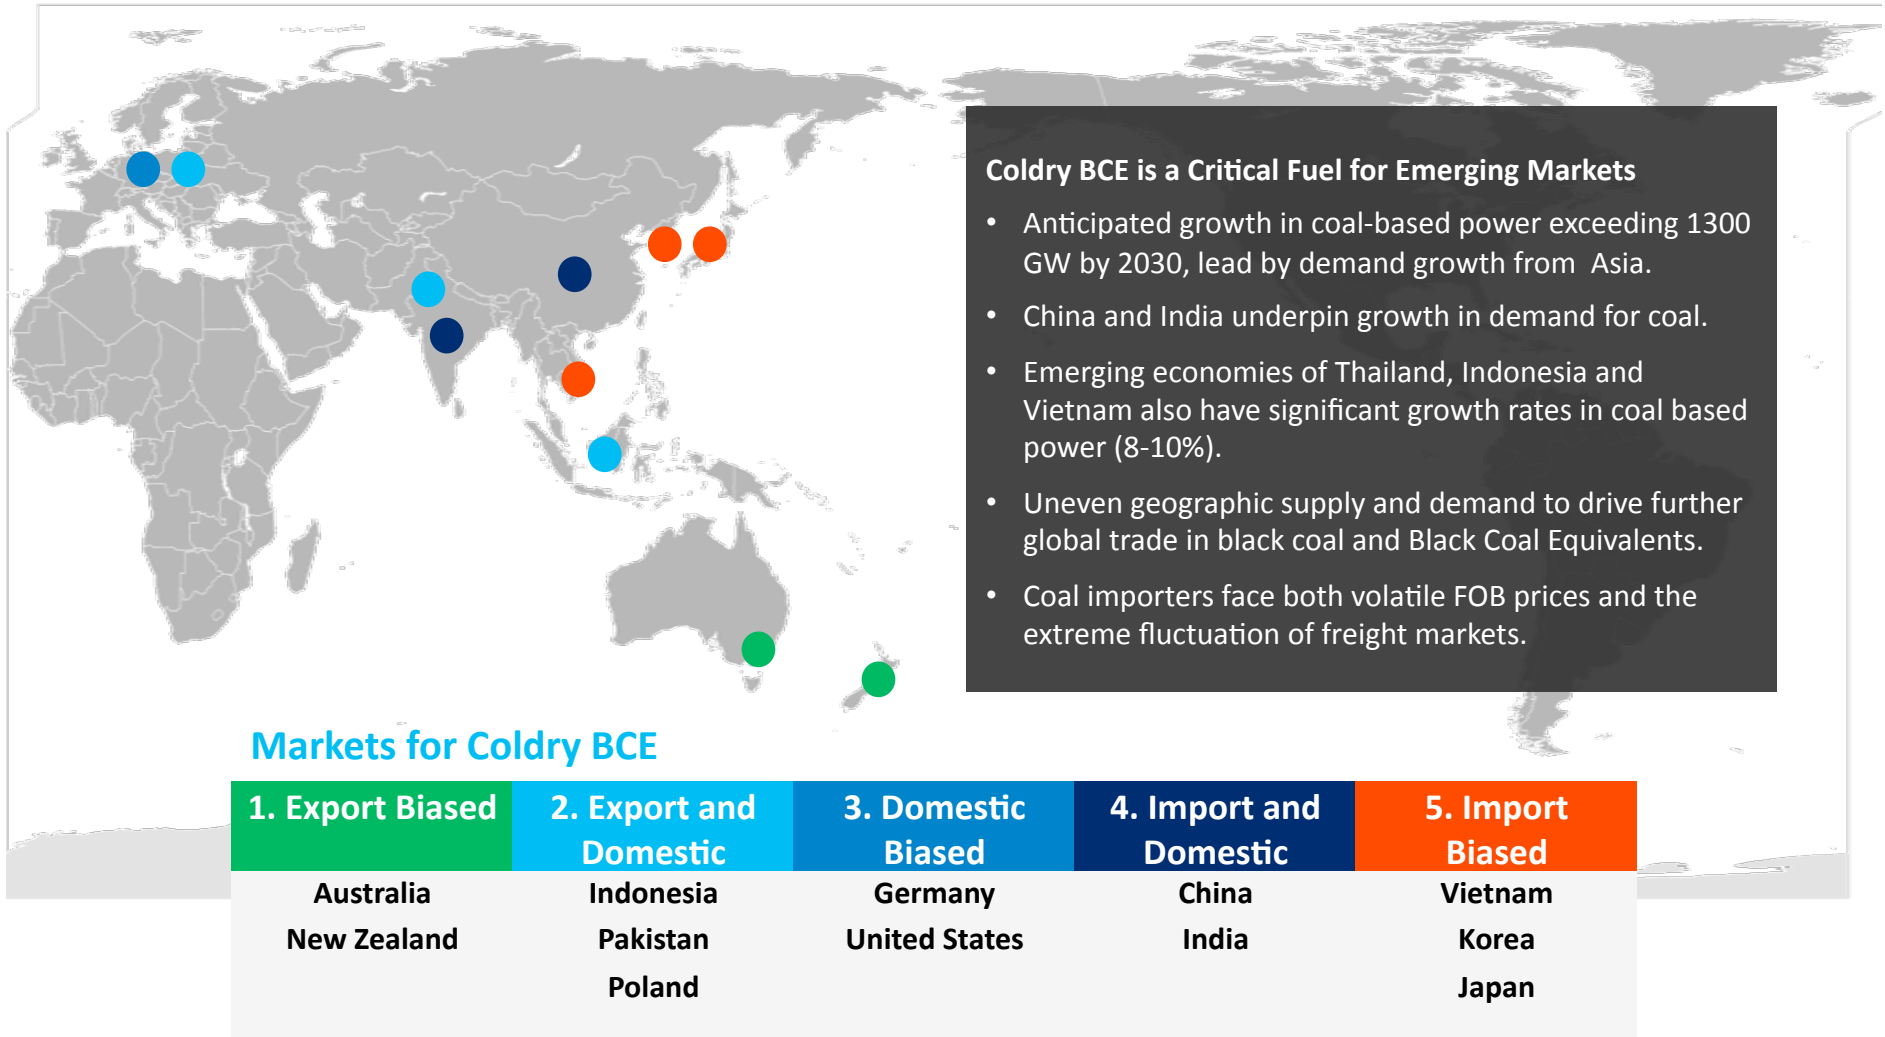 Coldry BCE is a Critical Fuel for Emerging Markets
• Anticipated growth in coal-based power exceeding 1300
GW by 2030, lead by demand growth from Asia.
• China and India underpin growth in demand for coal.
• Emerging economies of Thailand, Indonesia and
Vietnam also have significant growth rates in coal based
power (8-10%).
• Uneven geographic supply and demand to drive further
global trade in black coal and Black Coal Equivalents.
• Coal importers face both volatile FOB prices and the
extreme fluctuation of freight markets.
Markets for Coldry BCE
1. Export Biased
2. Export and
Domestic
3. Domestic
Biased
4. Import and
Domestic
5. Import
Biased
Australia Indonesia Germany China Vietnam
New Zealand Pakistan United States India Korea
Poland Japan